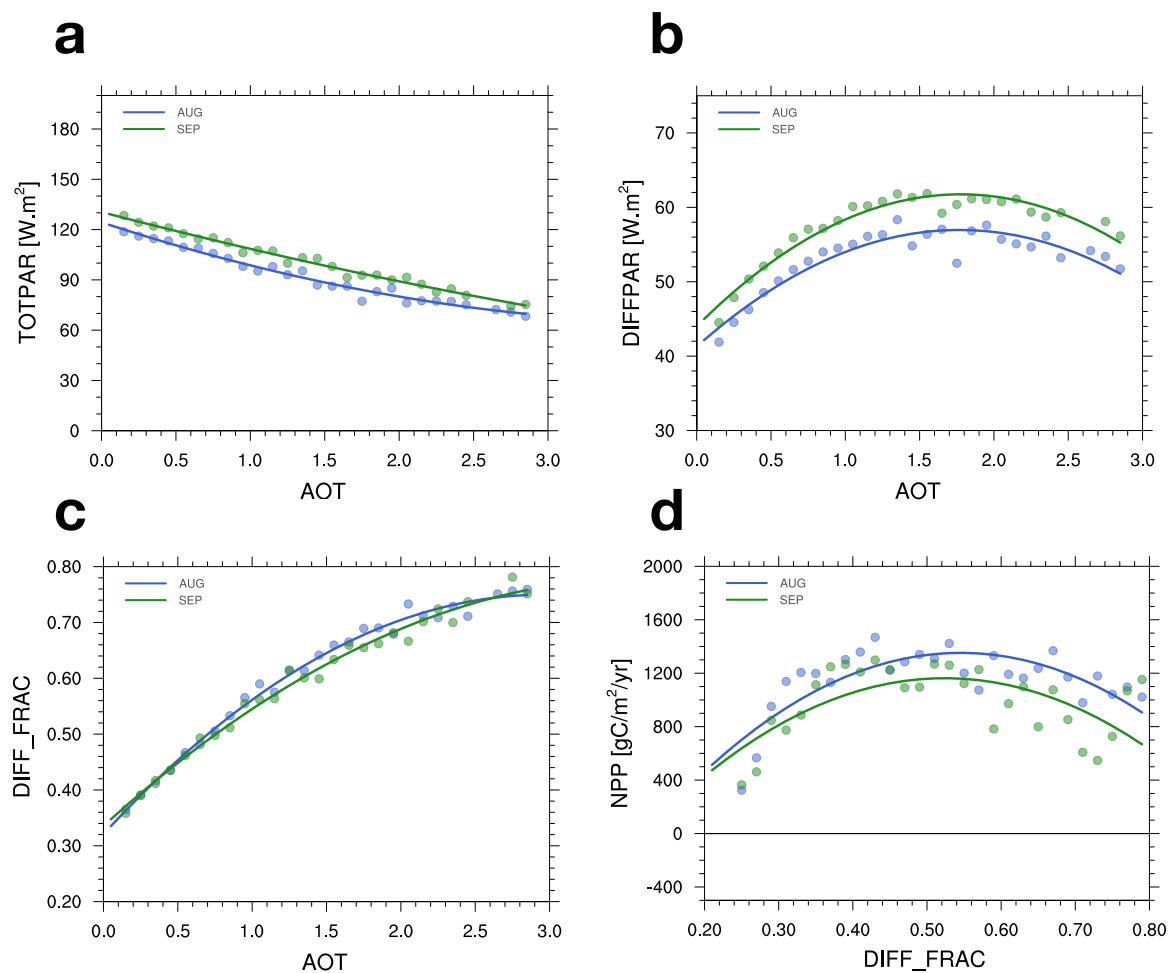 a
AUG
SEP
TOTPAR [W.m²]
180
150
120
90
60
30
0
0.0 0.5 1.0 1.5 2.0 2.5 3.0
AOT
b
AUG
SEP
DIFFPAR [W.m²]
70
60
50
40
30
0.0 0.5 1.0 1.5 2.0 2.5 3.0
AOT
c
AUG
SEP
DIFF_FRAC
0.80
0.70
0.60
0.50
0.40
0.30
0.20
0.0 0.5 1.0 1.5 2.0 2.5 3.0
AOT
d
AUG
SEP
NPP [gC/m²/yr]
2000
1600
1200
800
400
0
-400
0.20 0.30 0.40 0.50 0.60 0.70 0.80
DIFF_FRAC